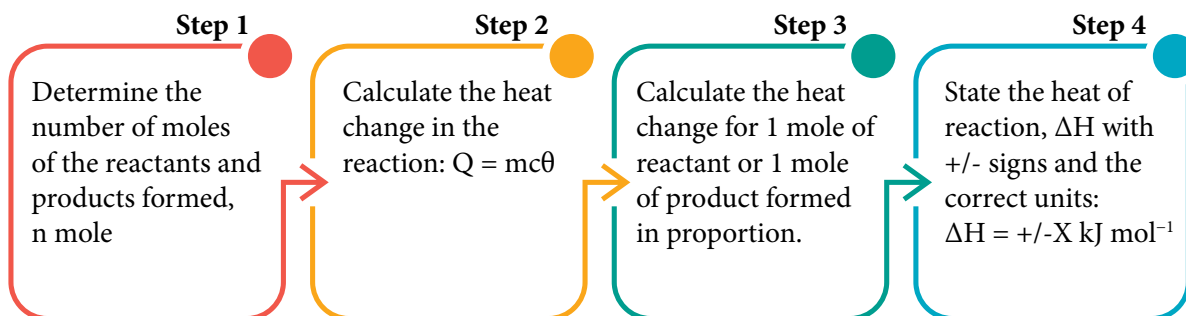 Step 1
Determine the
number of moles
of the reactants and
products formed,
n mole
Step 2
Calculate the heat
change in the
reaction: Q = mcθ
Step 3
Calculate the heat
change for 1 mole of
reactant or 1 mole
of product formed
in proportion.
Step 4
State the heat of
reaction, ΔH with
+/- signs and the
correct units:
ΔH = +/-X kJ mol⁻¹